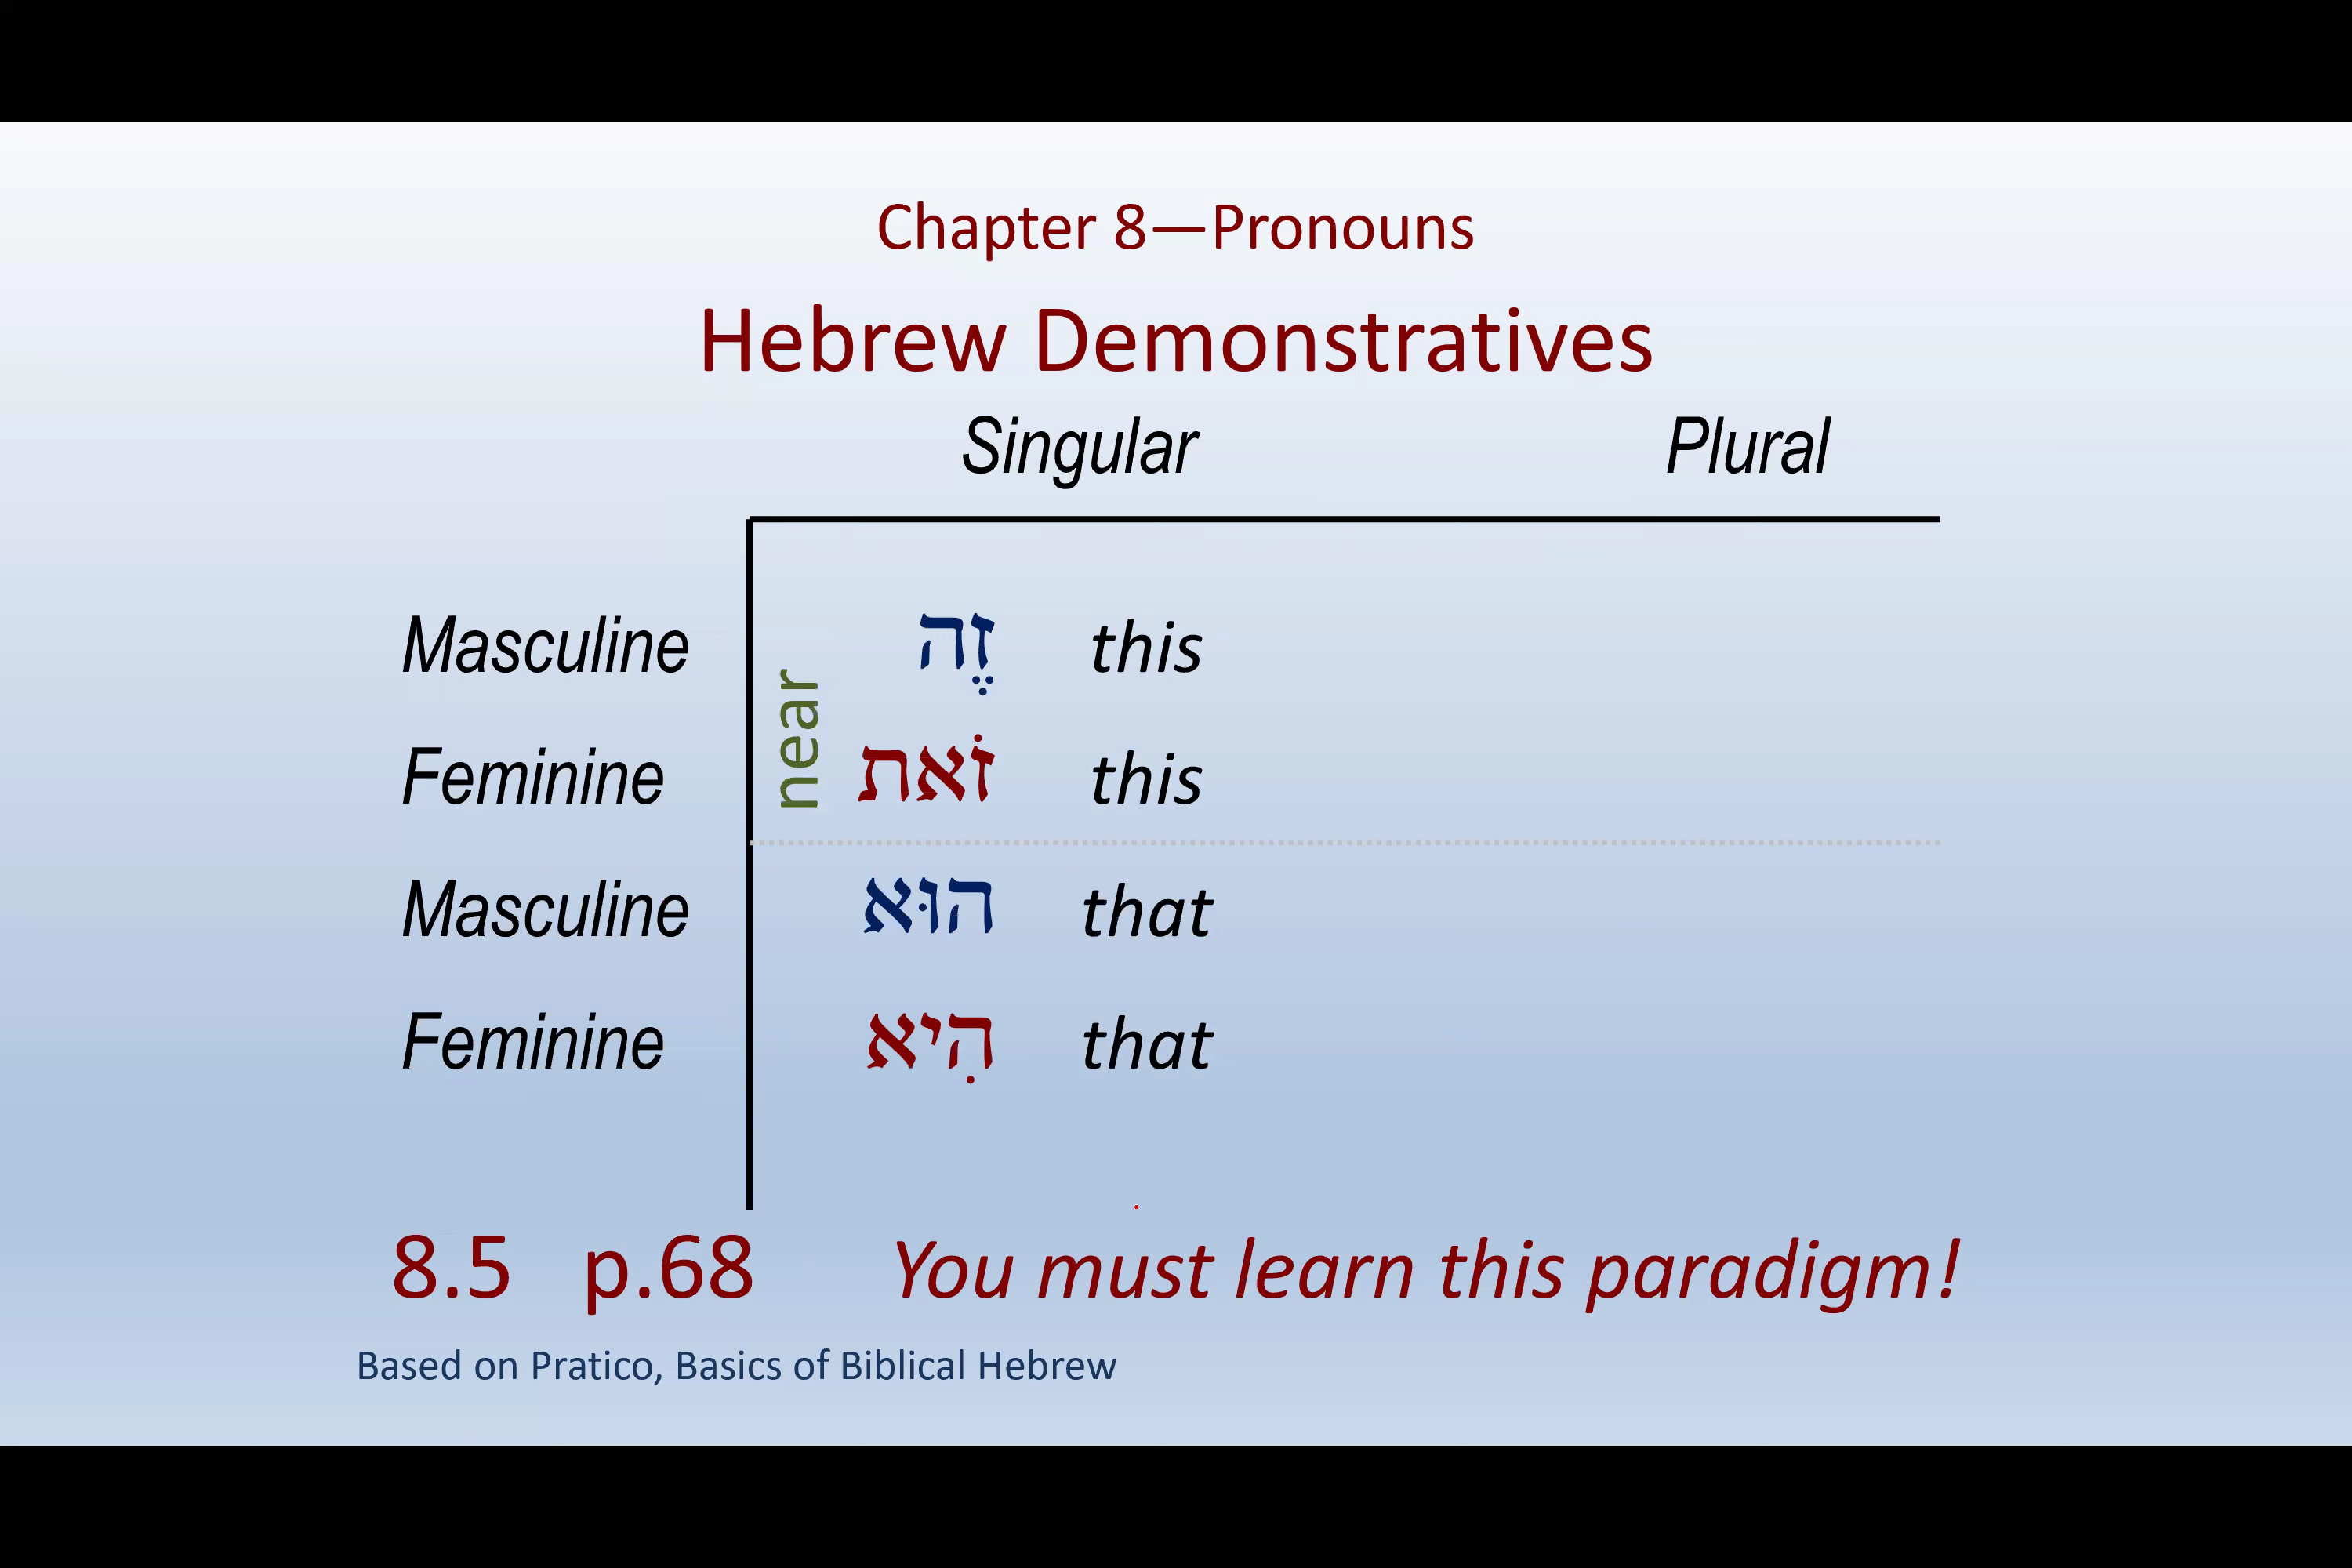 Chapter 8—Pronouns
Hebrew Demonstratives
Singular Plural
near
Masculine זֶה this
Feminine זֹאת this
Masculine הוּא that
Feminine הִיא that
8.5 p.68 You must learn this paradigm!
Based on Pratico, Basics of Biblical Hebrew